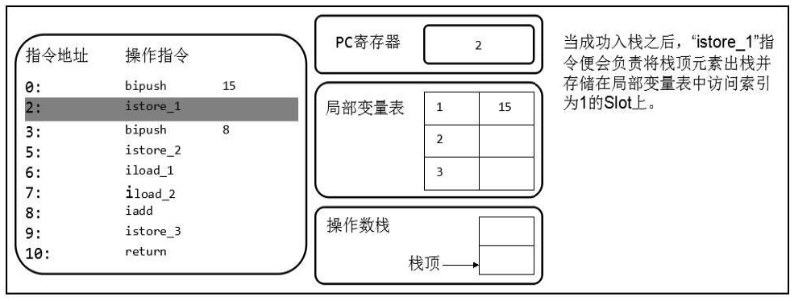 指令地址 操作指令
0: bipush 15
2: istore_1
3: bipush 8
5: istore_2
6: iload_1
7: iload_2
8: iadd
9: istore_3
10: return
PC寄存器 2
局部变量表 1 15
2
3
操作数栈
栈顶
当成功入栈之后，“istore_1”指
令便会负责将栈顶元素出栈并
存储在局部变量表中访问索引
为1的Slot上。